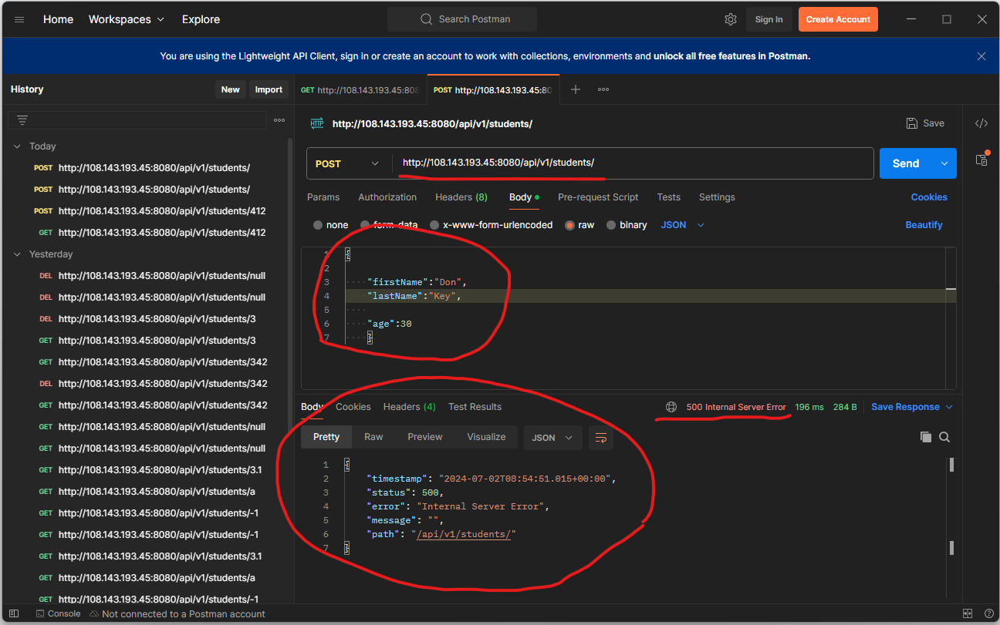 Home Workspaces Explore Search Postman Sign In Create Account
You are using the Lightweight API Client, sign in or create an account to work with collections, environments and unlock all free features in Postman.
History New Import
Today
POST http://108.143.193.45:8080/api/v1/students/
POST http://108.143.193.45:8080/api/v1/students/
POST http://108.143.193.45:8080/api/v1/students/412
GET http://108.143.193.45:8080/api/v1/students/412
Yesterday
DEL http://108.143.193.45:8080/api/v1/students/null
DEL http://108.143.193.45:8080/api/v1/students/null
DEL http://108.143.193.45:8080/api/v1/students/3
GET http://108.143.193.45:8080/api/v1/students/3
GET http://108.143.193.45:8080/api/v1/students/342
DEL http://108.143.193.45:8080/api/v1/students/342
GET http://108.143.193.45:8080/api/v1/students/342
GET http://108.143.193.45:8080/api/v1/students/null
GET http://108.143.193.45:8080/api/v1/students/null
GET http://108.143.193.45:8080/api/v1/students/3.1
GET http://108.143.193.45:8080/api/v1/students/a
GET http://108.143.193.45:8080/api/v1/students/-1
GET http://108.143.193.45:8080/api/v1/students/-1
GET http://108.143.193.45:8080/api/v1/students/3.1
GET http://108.143.193.45:8080/api/v1/students/a
GET http://108.143.193.45:8080/api/v1/students/-1
GET http://108.143.193.45:808 POST http://108.143.193.45:80
HTTP http://108.143.193.45:8080/api/v1/students/ Save </>
POST http://108.143.193.45:8080/api/v1/students/ Send
Params Authorization Headers (8) Body Pre-request Script Tests Settings Cookies
none form-data x-www-form-urlencoded raw binary JSON Beautify
1 {
2
3 "firstName":"Don",
4 "lastName":"Key",
5
6 "age":30
7 }
Body Cookies Headers (4) Test Results 500 Internal Server Error 196 ms 284 B Save Response
Pretty Raw Preview Visualize JSON
1 {
2 "timestamp": "2024-07-02T08:54:51.015+00:00",
3 "status": 500,
4 "error": "Internal Server Error",
5 "message": "",
6 "path": "/api/v1/students/"
7 }
Console Not connected to a Postman account